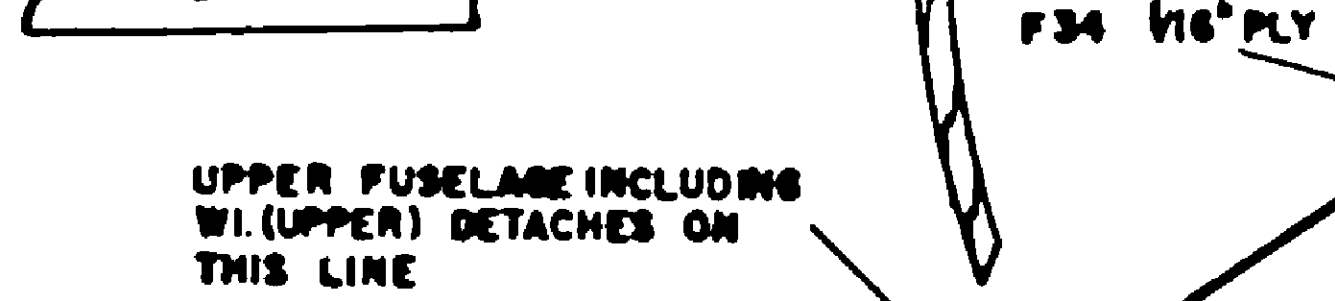 F34 1/16" PLY
UPPER FUSELAGE INCLUDING
W1. (UPPER) DETACHES ON
THIS LINE